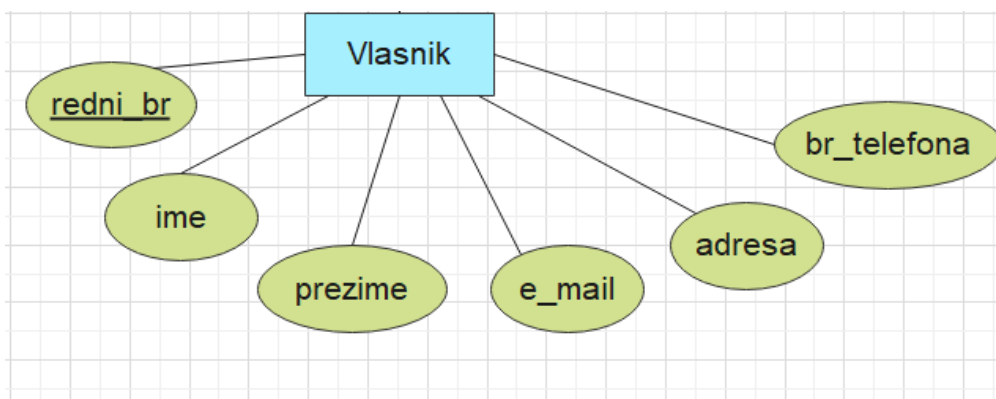 Vlasnik
redni_br
ime
prezime
e_mail
adresa
br_telefona